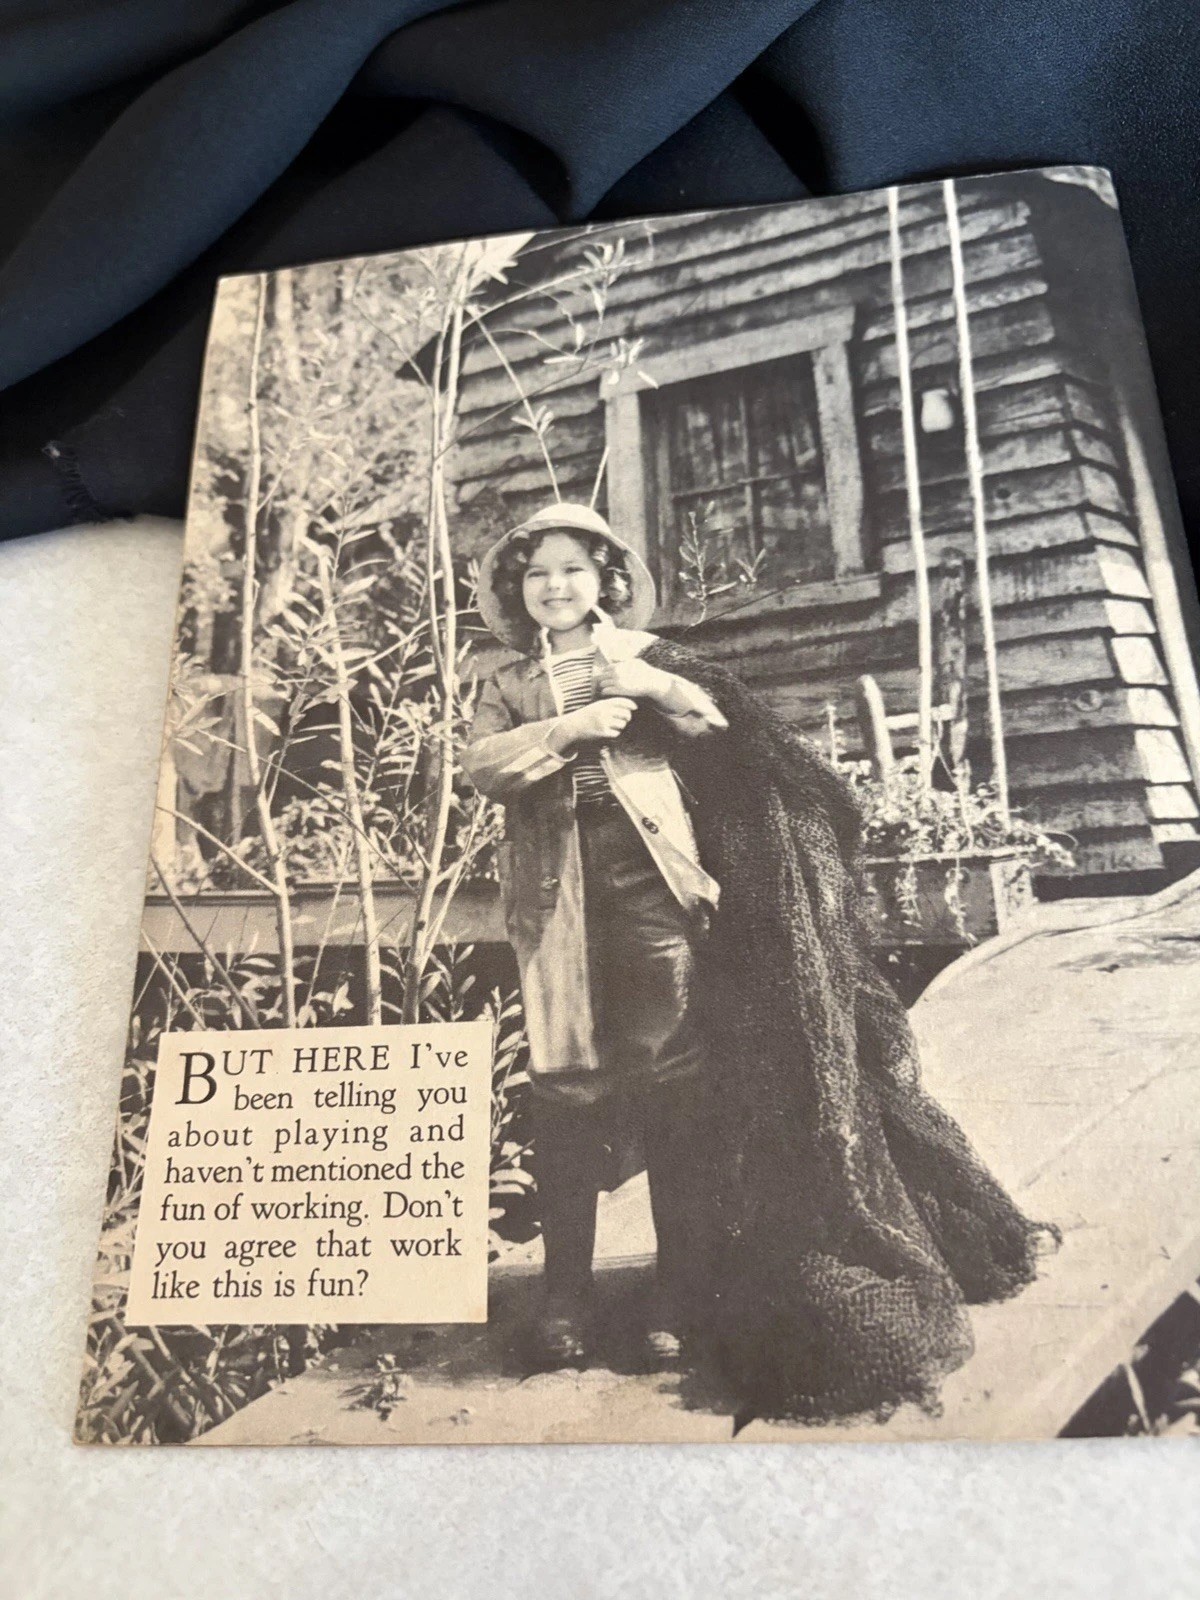 BUT HERE I've
been telling you
about playing and
haven't mentioned the
fun of working. Don't
you agree that work
like this is fun?